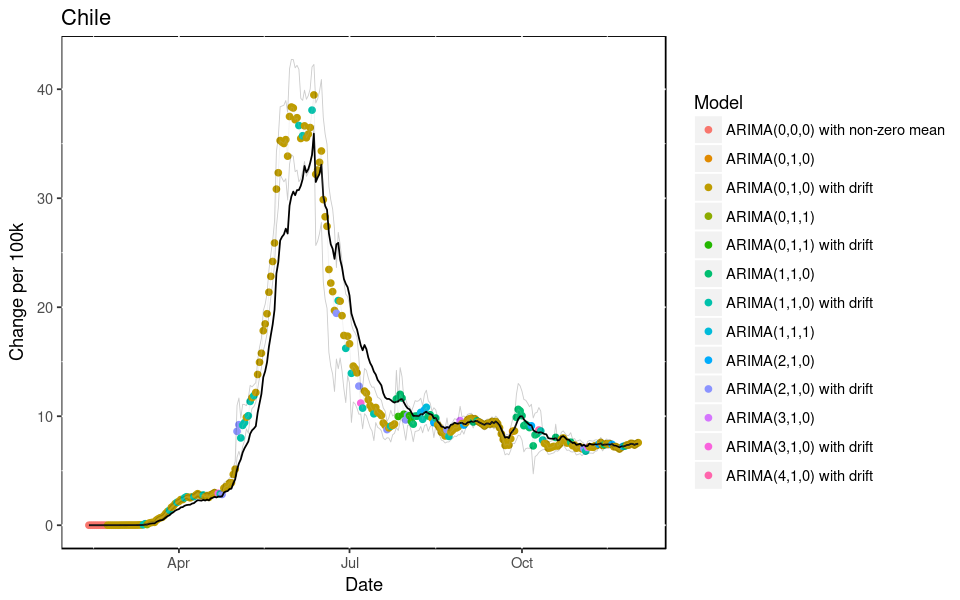 Chile
Change per 100k
40
30
20
10
0
Apr
Jul
Oct
Date
Model
ARIMA(0,0,0) with non-zero mean
ARIMA(0,1,0)
ARIMA(0,1,0) with drift
ARIMA(0,1,1)
ARIMA(0,1,1) with drift
ARIMA(1,1,0)
ARIMA(1,1,0) with drift
ARIMA(1,1,1)
ARIMA(2,1,0)
ARIMA(2,1,0) with drift
ARIMA(3,1,0)
ARIMA(3,1,0) with drift
ARIMA(4,1,0) with drift